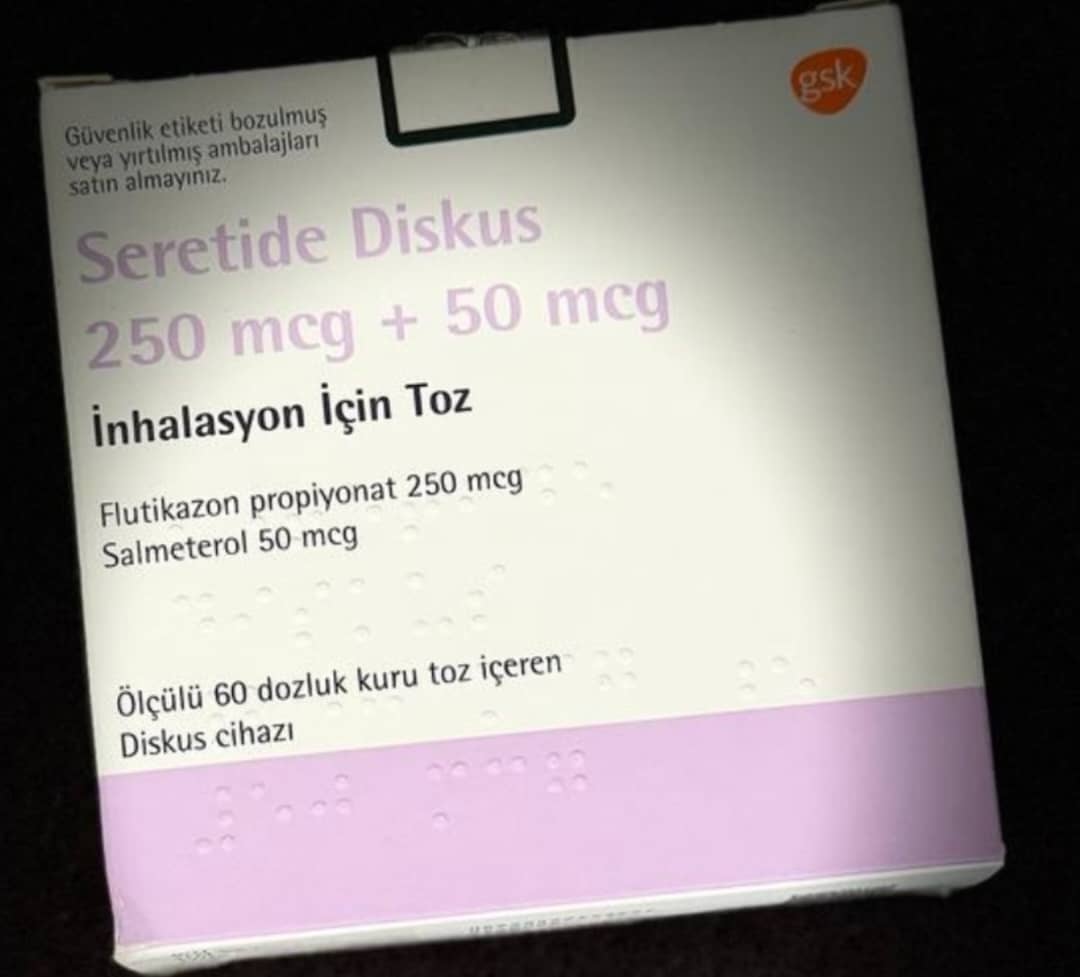 gsk
Güvenlik etiketi bozulmuş
veya yırtılmış ambalajları
satın almayınız.
Seretide Diskus
250 mcg + 50 mcg
İnhalasyon İçin Toz
Flutikazon propiyonat 250 mcg
Salmeterol 50 mcg
Ölçülü 60 dozluk kuru toz içeren
Diskus cihazı